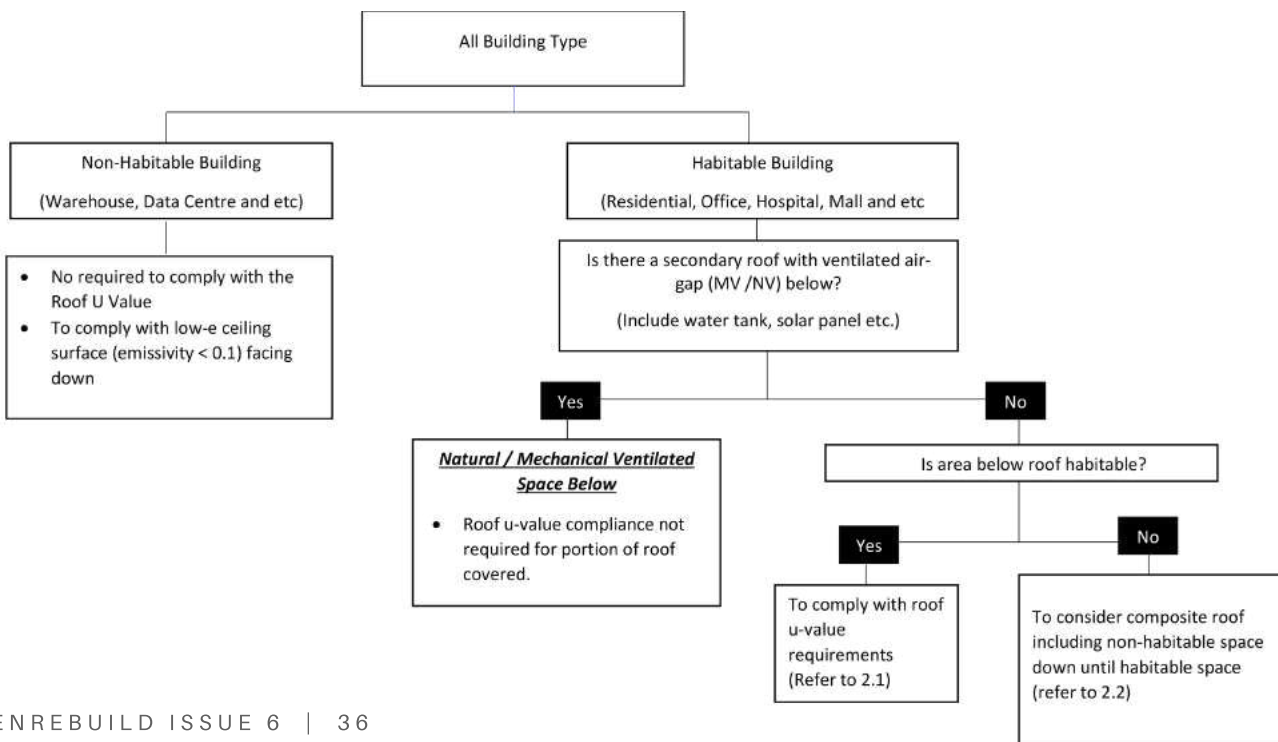 All Building Type
Non-Habitable Building
(Warehouse, Data Centre and etc)
Habitable Building
(Residential, Office, Hospital, Mall and etc
• No required to comply with the
Roof U Value
• To comply with low-e ceiling
surface (emissivity < 0.1) facing
down
Is there a secondary roof with ventilated air-
gap (MV /NV) below?
(Include water tank, solar panel etc.)
Yes
No
Natural / Mechanical Ventilated
Space Below
• Roof u-value compliance not
required for portion of roof
covered.
Is area below roof habitable?
Yes
No
To comply with roof
u-value
requirements
(Refer to 2.1)
To consider composite roof
including non-habitable space
down until habitable space
(refer to 2.2)
ENREBUILD ISSUE 6 | 36